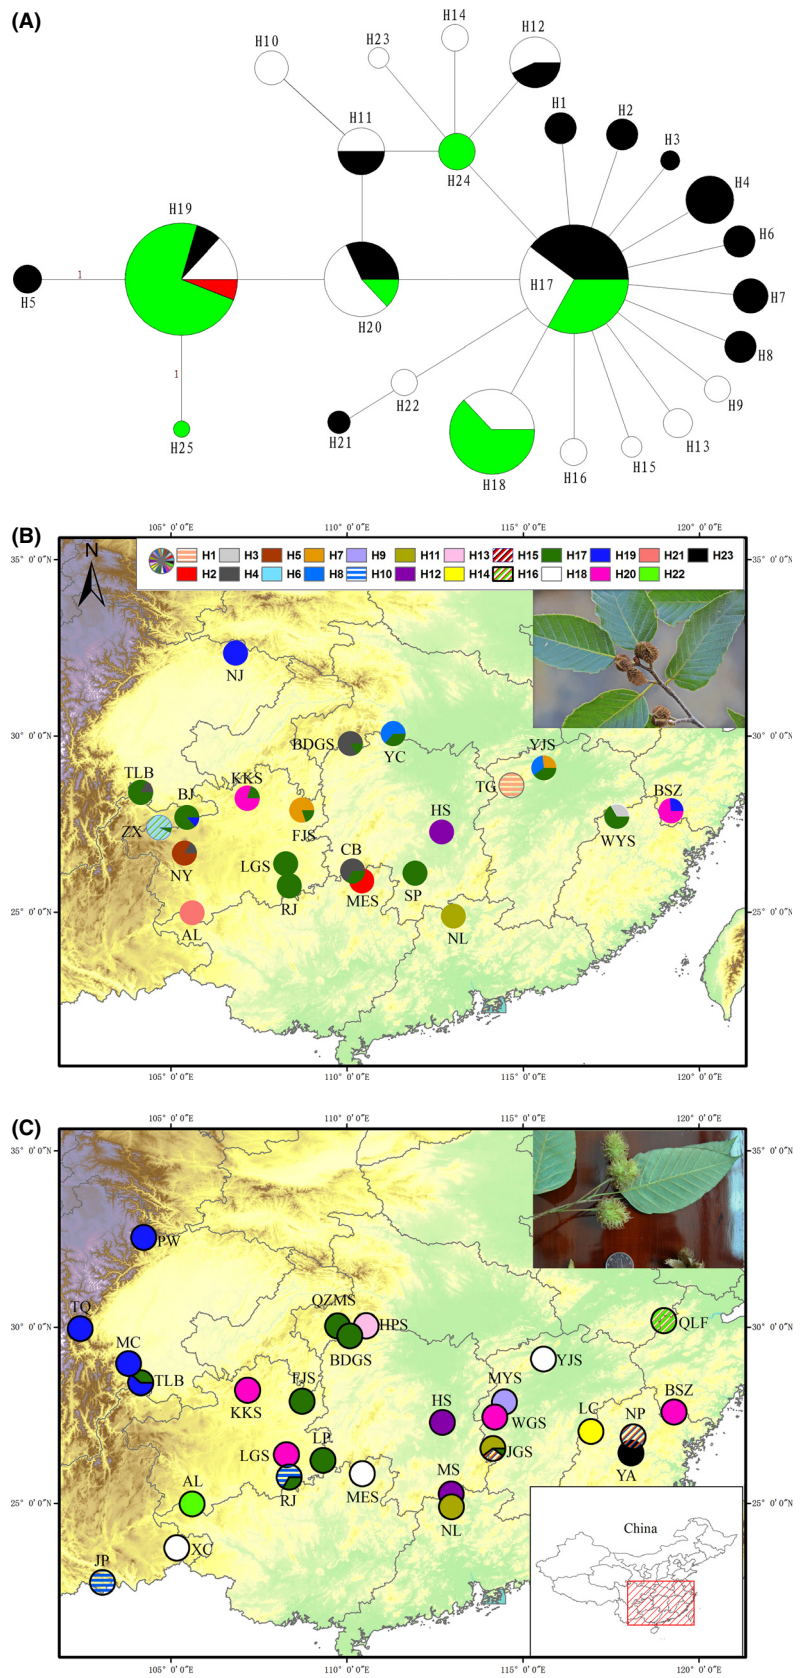 (A)
H14
H10
H23
H12
H11
H1
H2
H3
H24
H4
H19
H6
1
H17
H5
H20
H7
H8
1
H22
H9
H21
H13
H25
H18
H16
H15
(B)
105° 0'0"E 110° 0'0"E 115° 0'0"E 120° 0'0"E
35° 0'0"N 35° 0'0"N
N
H1 H3 H5 H7 H9 H11 H13 H15 H17 H19 H21 H23
H2 H4 H6 H8 H10 H12 H14 H16 H18 H20 H22
NJ
30° 0'0"N 30° 0'0"N
BDGS
YC
YJS
TLB
KKS
TG
BJ
BSZ
ZX
FJS
HS
WYS
NY
LGS
CB
RJ
MES
SP
25° 0'0"N 25° 0'0"N
AL
NL
105° 0'0"E 110° 0'0"E 115° 0'0"E 120° 0'0"E
(C)
105° 0'0"E 110° 0'0"E 115° 0'0"E 120° 0'0"E
35° 0'0"N 35° 0'0"N
PW
TQ
QZMS
30° 0'0"N 30° 0'0"N
HPS
QLF
MC
BDGS
YJS
TLB
FJS
MYS
KKS
HS
WGS
LC
NP
BSZ
LGS
LP
JGS
YA
AL
RJ
MES
MS
25° 0'0"N 25° 0'0"N
NL
XC
China
JP
105° 0'0"E 110° 0'0"E 115° 0'0"E 120° 0'0"E